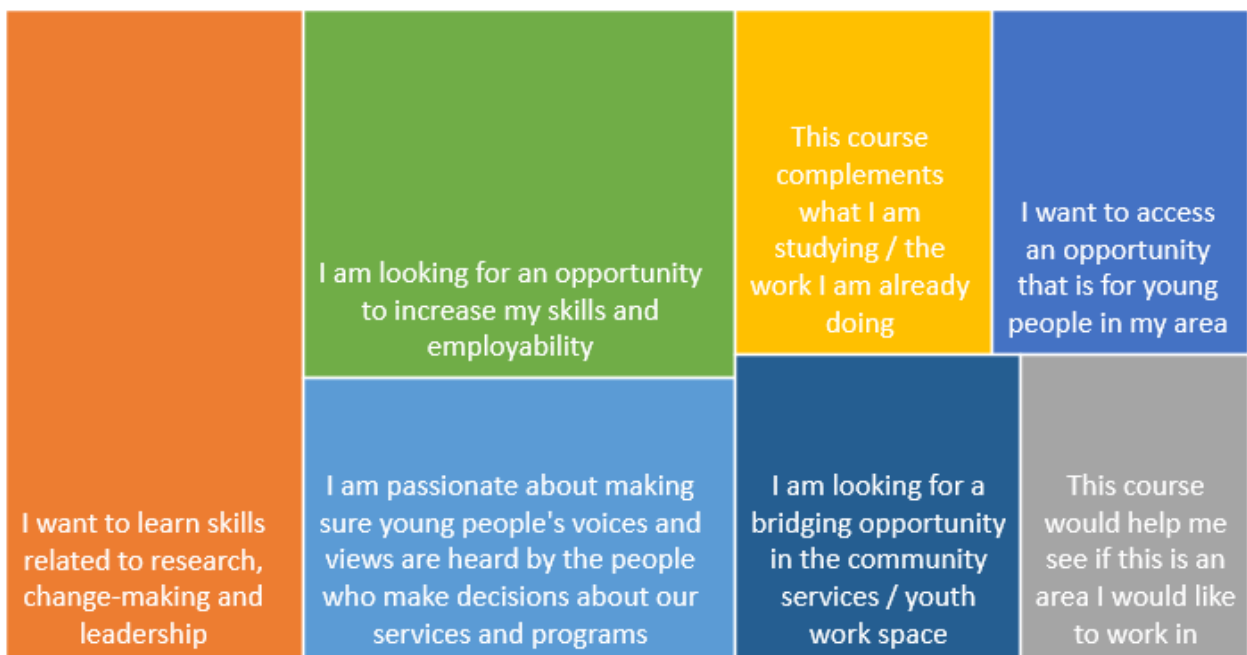 I want to learn skills
related to research,
change-making and
leadership
I am looking for an opportunity
to increase my skills and
employability
I am passionate about making
sure young people's voices and
views are heard by the people
who make decisions about our
services and programs
This course
complements
what I am
studying / the
work I am already
doing
I want to access
an opportunity
that is for young
people in my area
I am looking for a
bridging opportunity
in the community
services / youth
work space
This course
would help me
see if this is an
area I would like
to work in